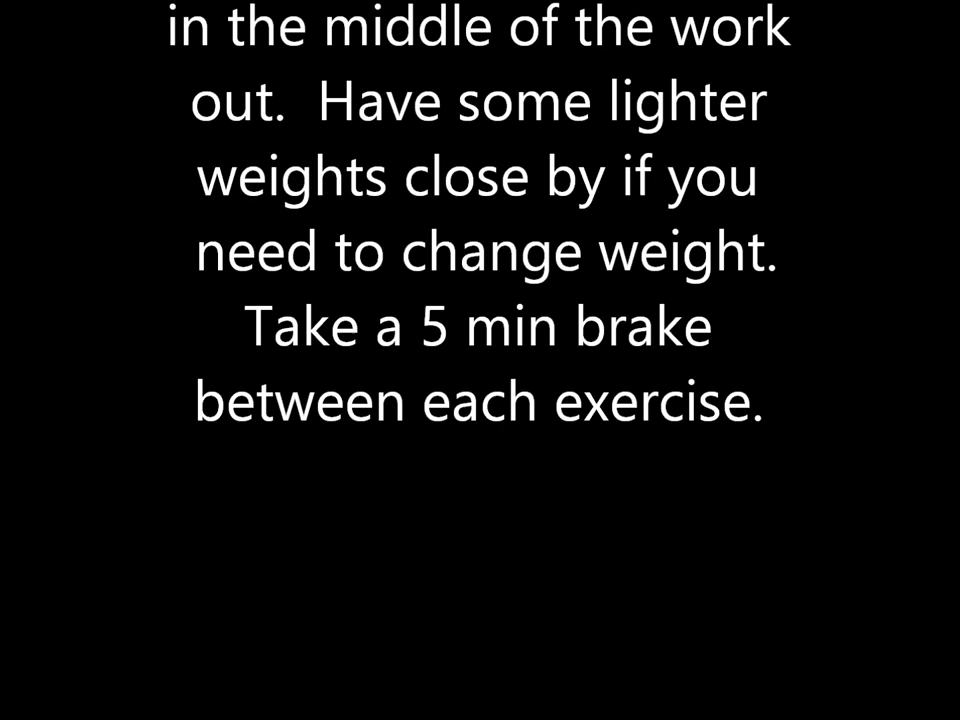 in the middle of the work
out.  Have some lighter
weights close by if you
need to change weight.
Take a 5 min brake
between each exercise.